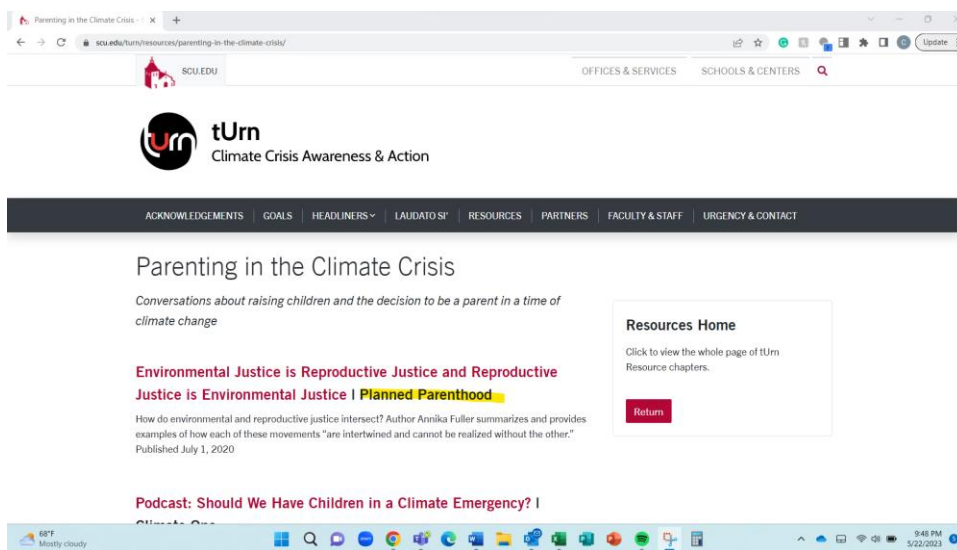 Parenting in the Climate Crisis -
scu.edu/turn/resources/parenting-in-the-climate-crisis/
Update
SCU.EDU
OFFICES & SERVICES
SCHOOLS & CENTERS
tUrn
tUrn
Climate Crisis Awareness & Action
ACKNOWLEDGEMENTS
GOALS
HEADLINERS
LAUDATO SI'
RESOURCES
PARTNERS
FACULTY & STAFF
URGENCY & CONTACT
Parenting in the Climate Crisis
Conversations about raising children and the decision to be a parent in a time of
climate change
Environmental Justice is Reproductive Justice and Reproductive
Justice is Environmental Justice | Planned Parenthood
How do environmental and reproductive justice intersect? Author Annika Fuller summarizes and provides
examples of how each of these movements “are intertwined and cannot be realized without the other.”
Published July 1, 2020
Podcast: Should We Have Children in a Climate Emergency? |
Climate One
Resources Home
Click to view the whole page of tUrn
Resource chapters.
Return
68°F
Mostly cloudy
9:48 PM
5/22/2023